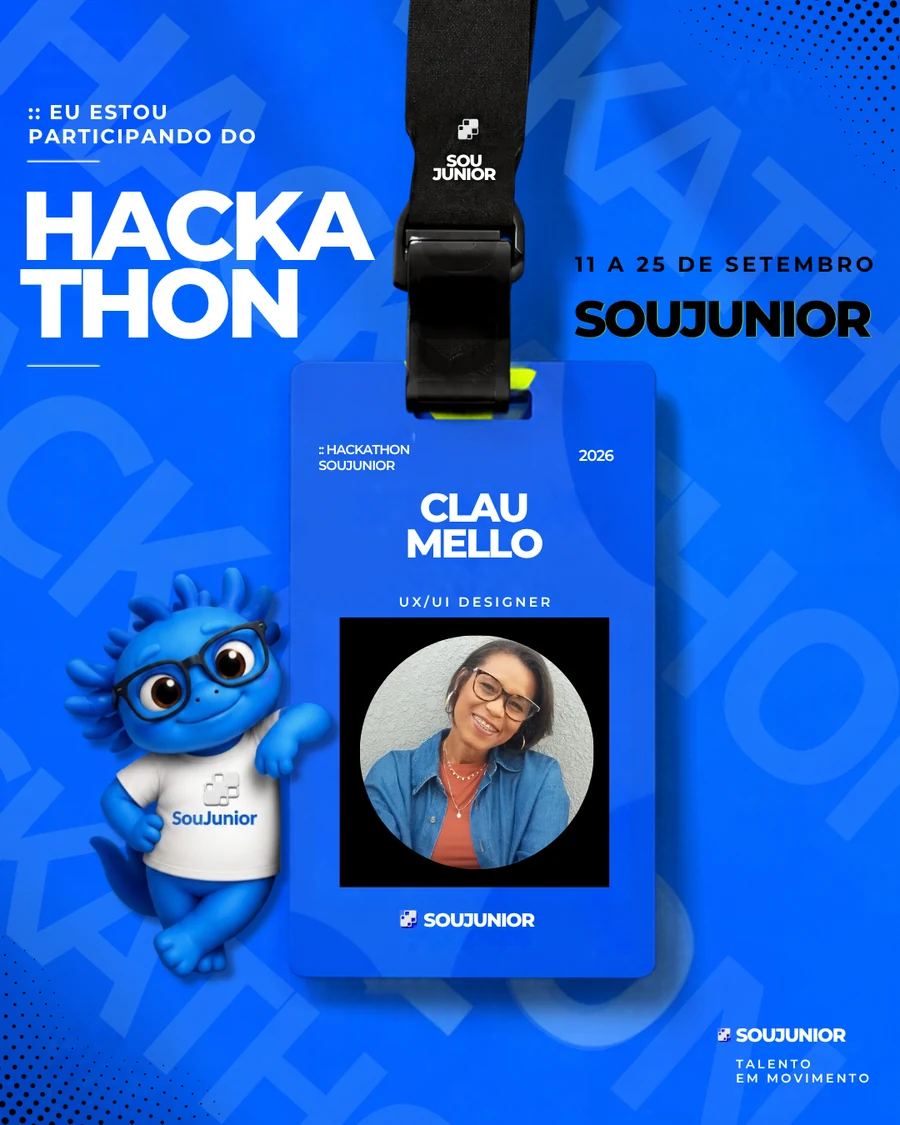 :: EU ESTOU
PARTICIPANDO DO
HACKA
THON
SOU
JUNIOR
11 A 25 DE SETEMBRO
SOUJUNIOR
:: HACKATHON
SOUJUNIOR
2026
CLAU
MELLO
UX/UI DESIGNER
SouJunior
SOUJUNIOR
SOUJUNIOR
TALENTO
EM MOVIMENTO